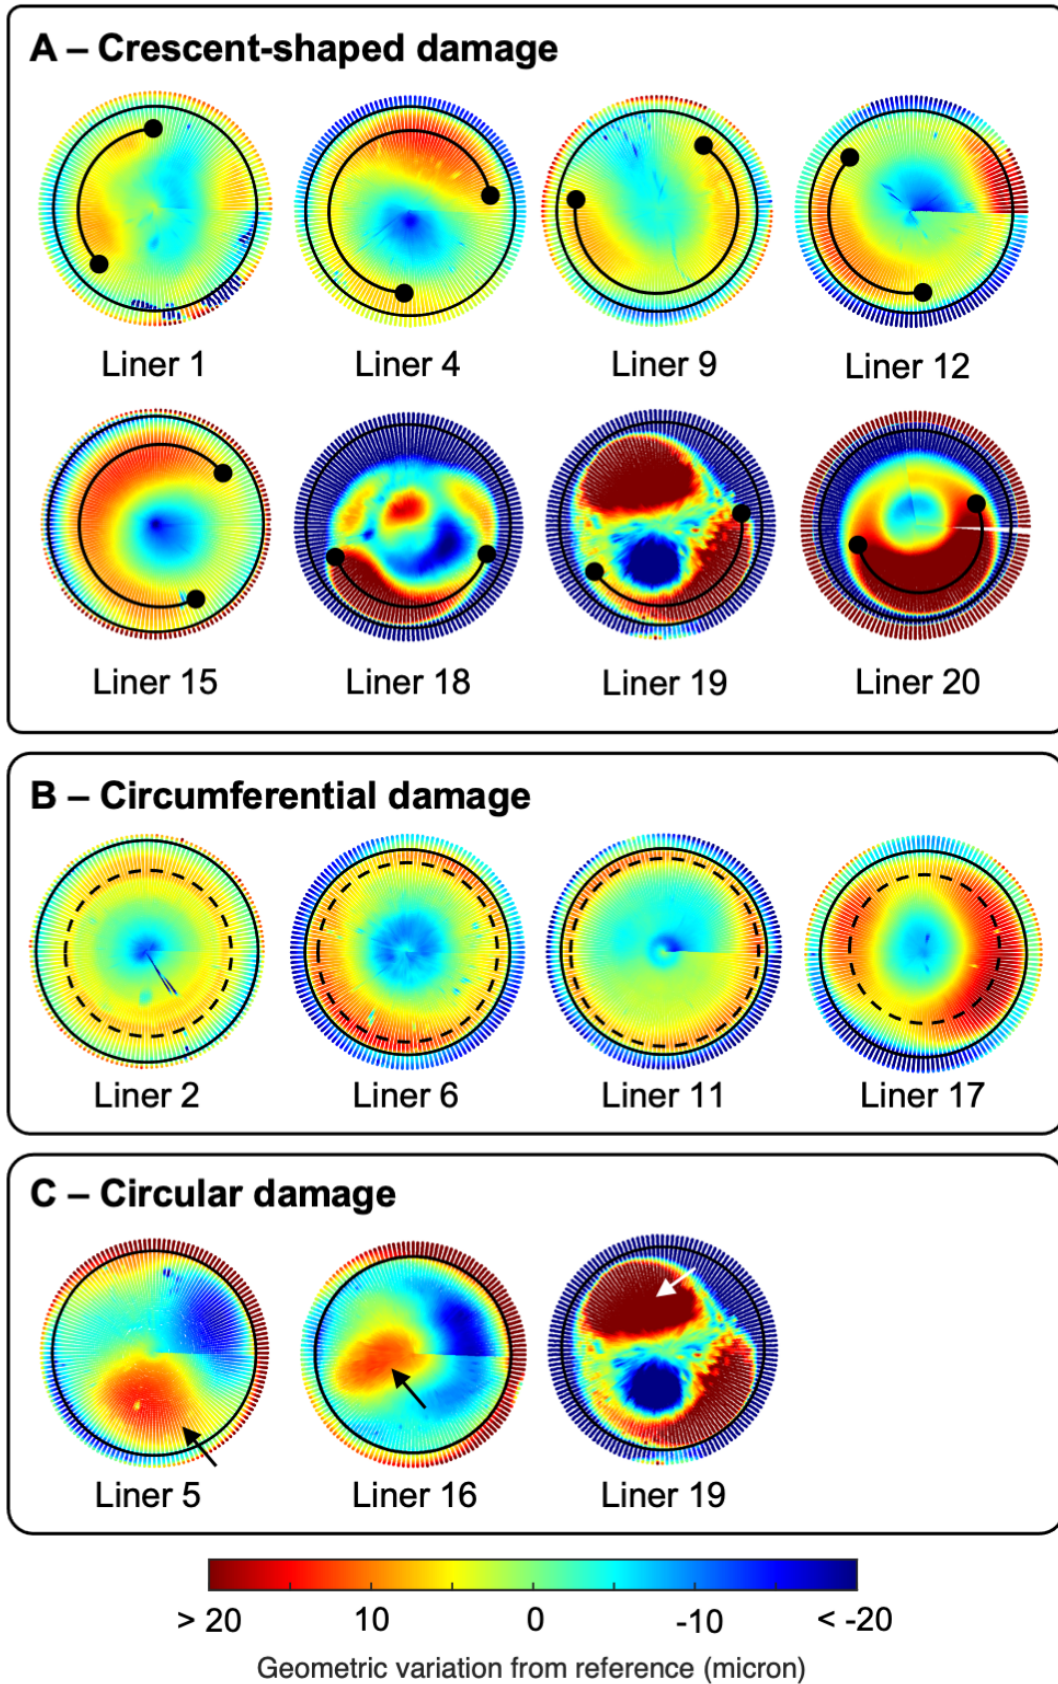 A – Crescent-shaped damage
Liner 1 Liner 4 Liner 9 Liner 12
Liner 15 Liner 18 Liner 19 Liner 20
B – Circumferential damage
Liner 2 Liner 6 Liner 11 Liner 17
C – Circular damage
Liner 5 Liner 16 Liner 19
> 20 10 0 -10 < -20
Geometric variation from reference (micron)